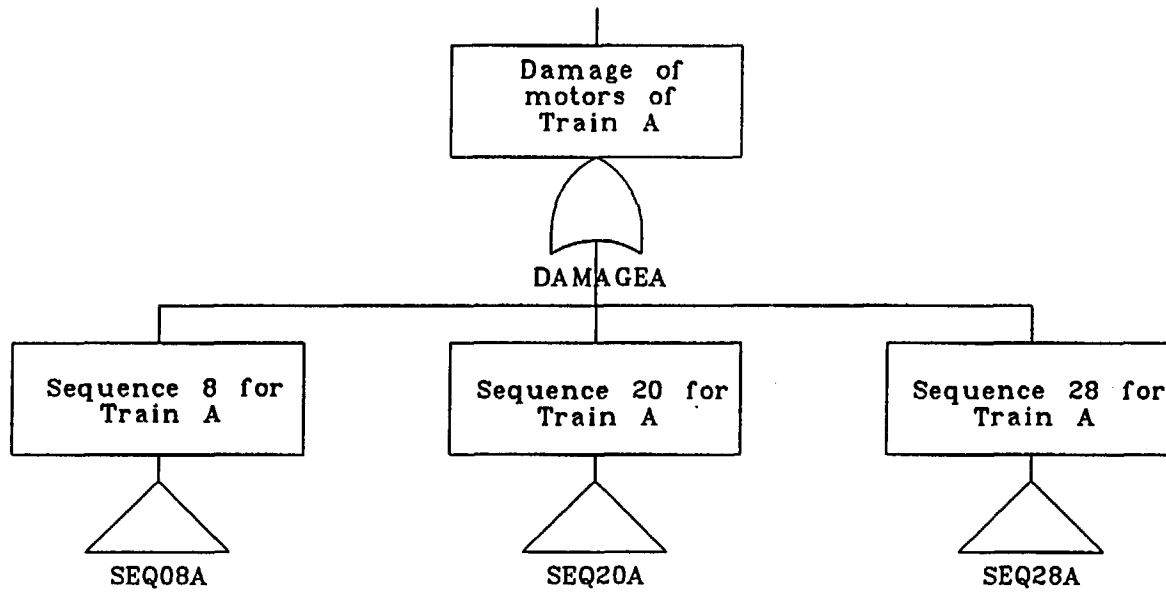 Damage of
motors of
Train A
DAMAGEA
Sequence 8 for
Train A
Sequence 20 for
Train A
Sequence 28 for
Train A
SEQ08A
SEQ20A
SEQ28A